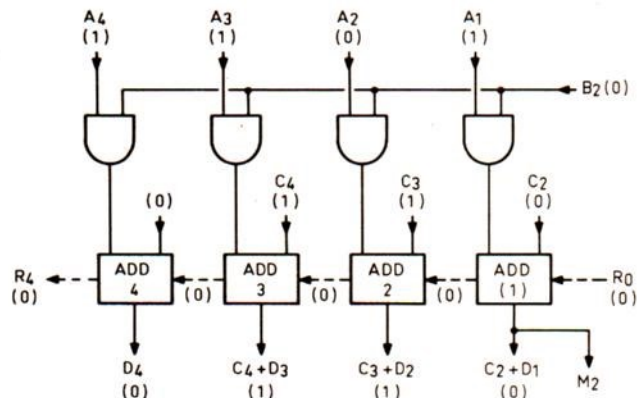 A4 A3 A2 A1
(1) (1) (0) (1)
B2 (0)
C4 C3 C2
(0) (1) (1) (0)
R4 ADD ADD ADD ADD R0
(0) 4 (0) 3 (0) 2 (0) (1) (0)
D4 C4+D3 C3+D2 C2+D1 M2
(0) (1) (1) (0)